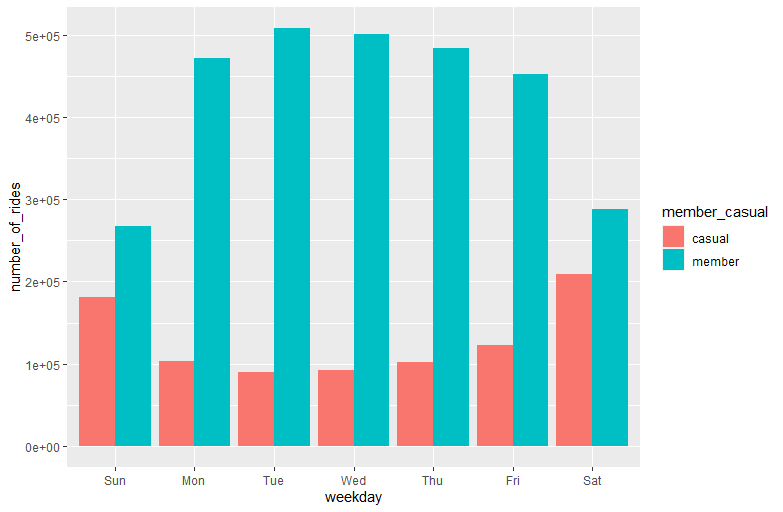 5e+05
4e+05
3e+05
2e+05
1e+05
0e+00
number_of_rides
Sun Mon Tue Wed Thu Fri Sat
weekday
member_casual
casual
member